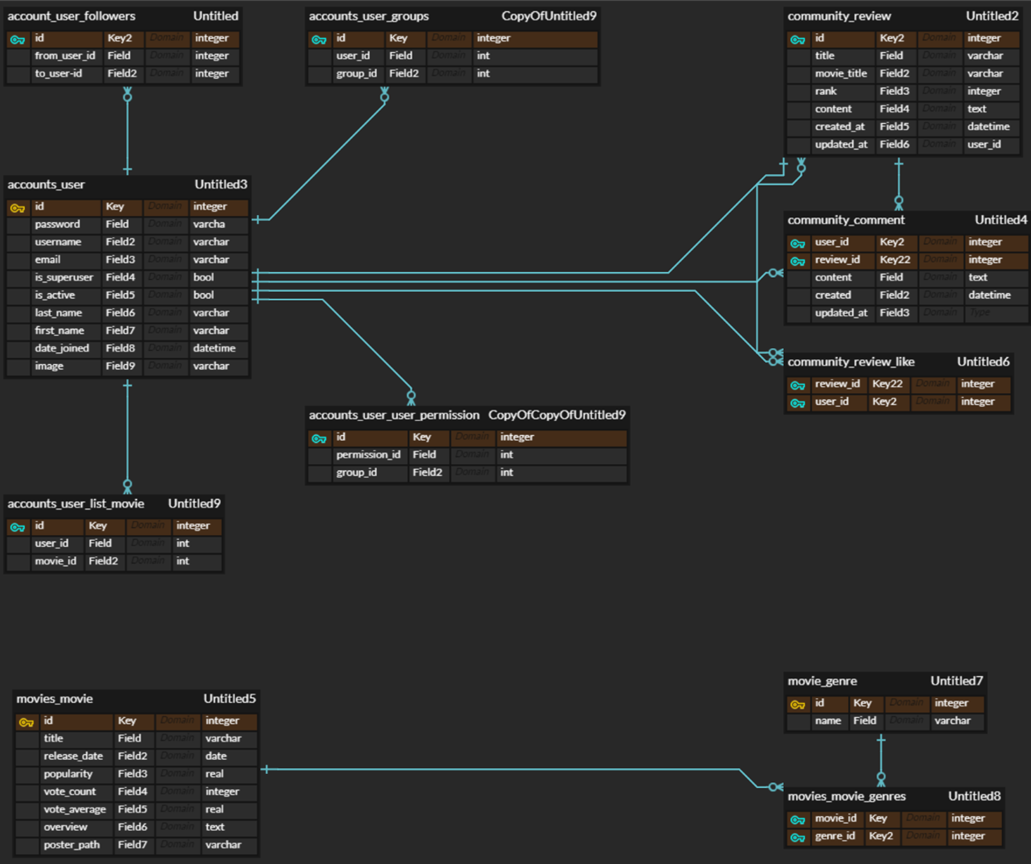 account_user_followers Untitled
id Key2 Domain integer
from_user_id Field Domain integer
to_user-id Field2 Domain integer
accounts_user_groups CopyOfUntitled9
id Key Domain integer
user_id Field Domain int
group_id Field2 Domain int
community_review Untitled2
id Key2 Domain integer
title Field Domain varchar
movie_title Field2 Domain varchar
rank Field3 Domain integer
content Field4 Domain text
created_at Field5 Domain datetime
updated_at Field6 Domain user_id
accounts_user Untitled3
id Key Domain integer
password Field Domain varcha
username Field2 Domain varchar
email Field3 Domain varchar
is_superuser Field4 Domain bool
is_active Field5 Domain bool
last_name Field6 Domain varchar
first_name Field7 Domain varchar
date_joined Field8 Domain datetime
image Field9 Domain varchar
community_comment Untitled4
user_id Key2 Domain integer
review_id Key22 Domain integer
content Field Domain text
created Field2 Domain datetime
updated_at Field3 Domain Type
community_review_like Untitled6
review_id Key22 Domain integer
user_id Key2 Domain integer
accounts_user_user_permission CopyOfCopyOfUntitled9
id Key Domain integer
permission_id Field Domain int
group_id Field2 Domain int
accounts_user_list_movie Untitled9
id Key Domain integer
user_id Field Domain int
movie_id Field2 Domain int
movies_movie Untitled5
id Key Domain integer
title Field Domain varchar
release_date Field2 Domain date
popularity Field3 Domain real
vote_count Field4 Domain integer
vote_average Field5 Domain real
overview Field6 Domain text
poster_path Field7 Domain varchar
movie_genre Untitled7
id Key Domain integer
name Field Domain varchar
movies_movie_genres Untitled8
movie_id Key Domain integer
genre_id Key2 Domain integer